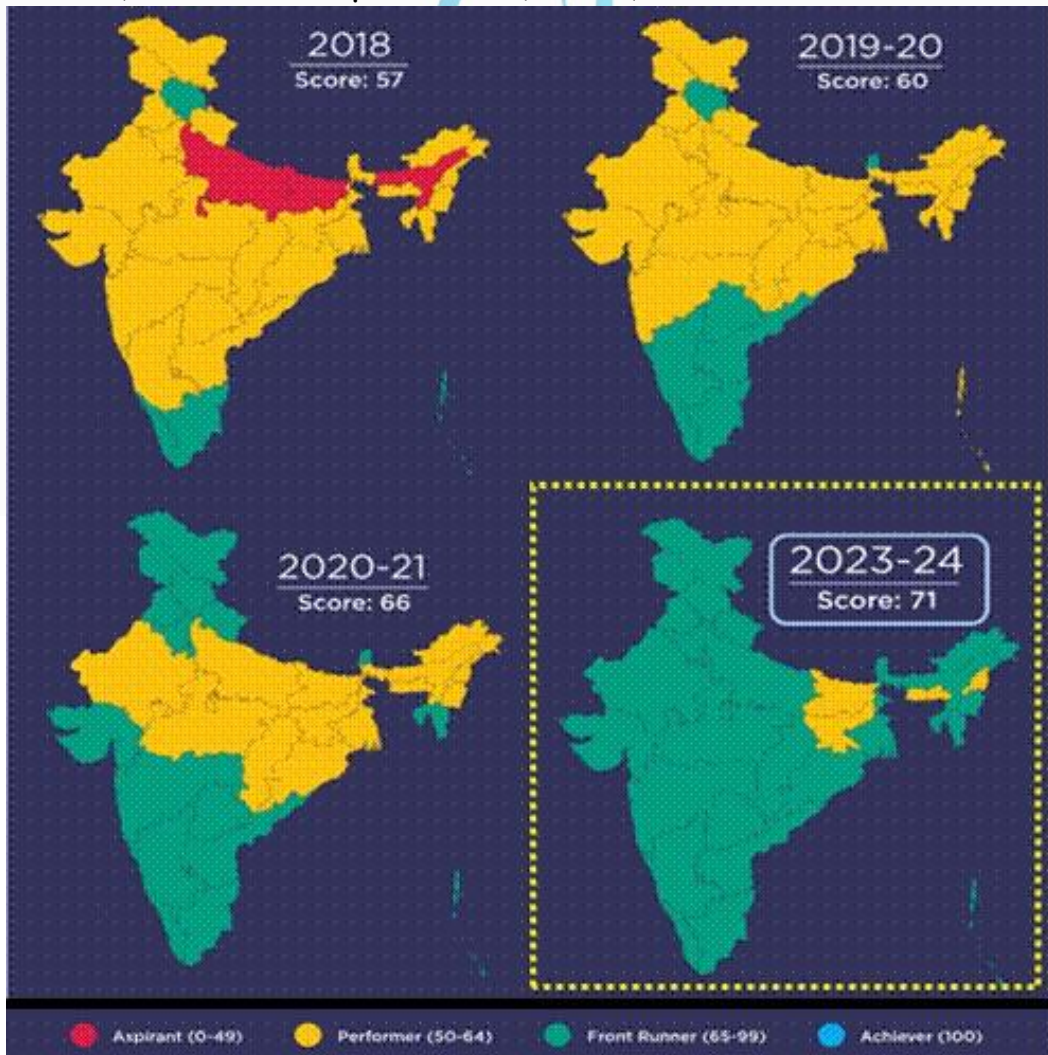 2018
Score: 57
2019-20
Score: 60
2020-21
Score: 66
2023-24
Score: 71
Aspirant (0-49)
Performer (50-64)
Front Runner (65-99)
Achiever (100)